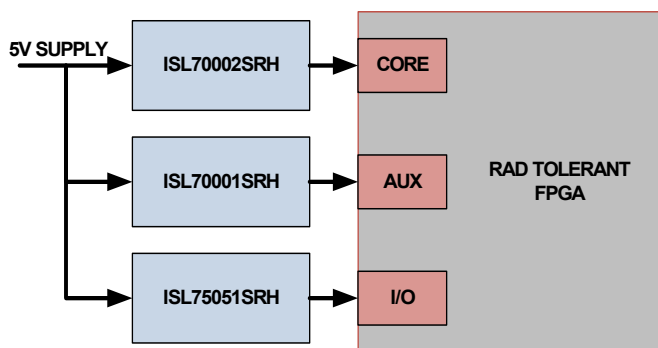 5V SUPPLY
ISL70002SRH
CORE
ISL70001SRH
AUX
RAD TOLERANT
FPGA
ISL75051SRH
I/O